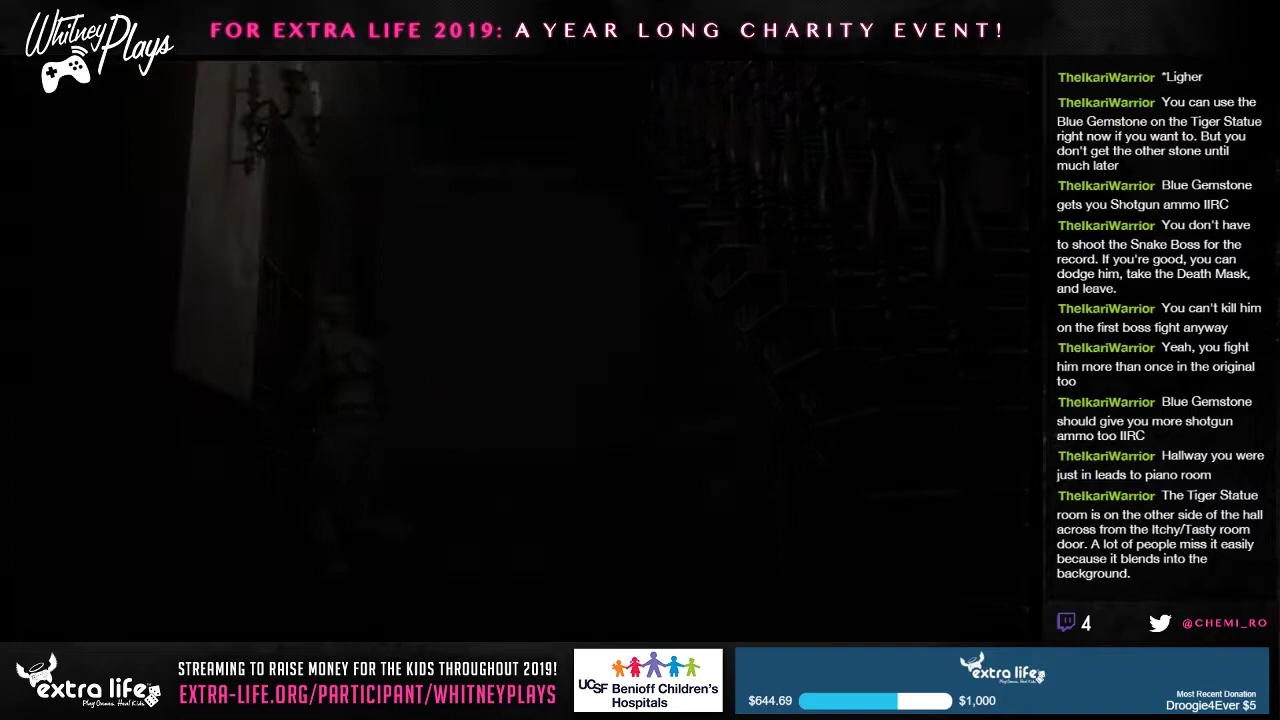 Whitney Plays
FOR EXTRA LIFE 2019: A YEAR LONG CHARITY EVENT!
TheIkariWarrior *Ligher
TheIkariWarrior You can use the
Blue Gemstone on the Tiger Statue
right now if you want to. But you
don't get the other stone until
much later
TheIkariWarrior Blue Gemstone
gets you Shotgun ammo IIRC
TheIkariWarrior You don't have
to shoot the Snake Boss for the
record. If you're good, you can
dodge him, take the Death Mask,
and leave.
TheIkariWarrior You can't kill him
on the first boss fight anyway
TheIkariWarrior Yeah, you fight
him more than once in the original
too
TheIkariWarrior Blue Gemstone
should give you more shotgun
ammo too IIRC
TheIkariWarrior Hallway you were
just in leads to piano room
TheIkariWarrior The Tiger Statue
room is on the other side of the hall
across from the Itchy/Tasty room
door. A lot of people miss it easily
because it blends into the
background.
4
@CHEMI_RO
extra life
Play Games. Heal Kids.
STREAMING TO RAISE MONEY FOR THE KIDS THROUGHOUT 2019!
EXTRA-LIFE.ORG/PARTICIPANT/WHITNEYPLAYS
UCSF Benioff Children's
Hospitals
extra life
Play Games. Heal Kids.
$644.69
$1,000
Most Recent Donation
Droogie4Ever $5